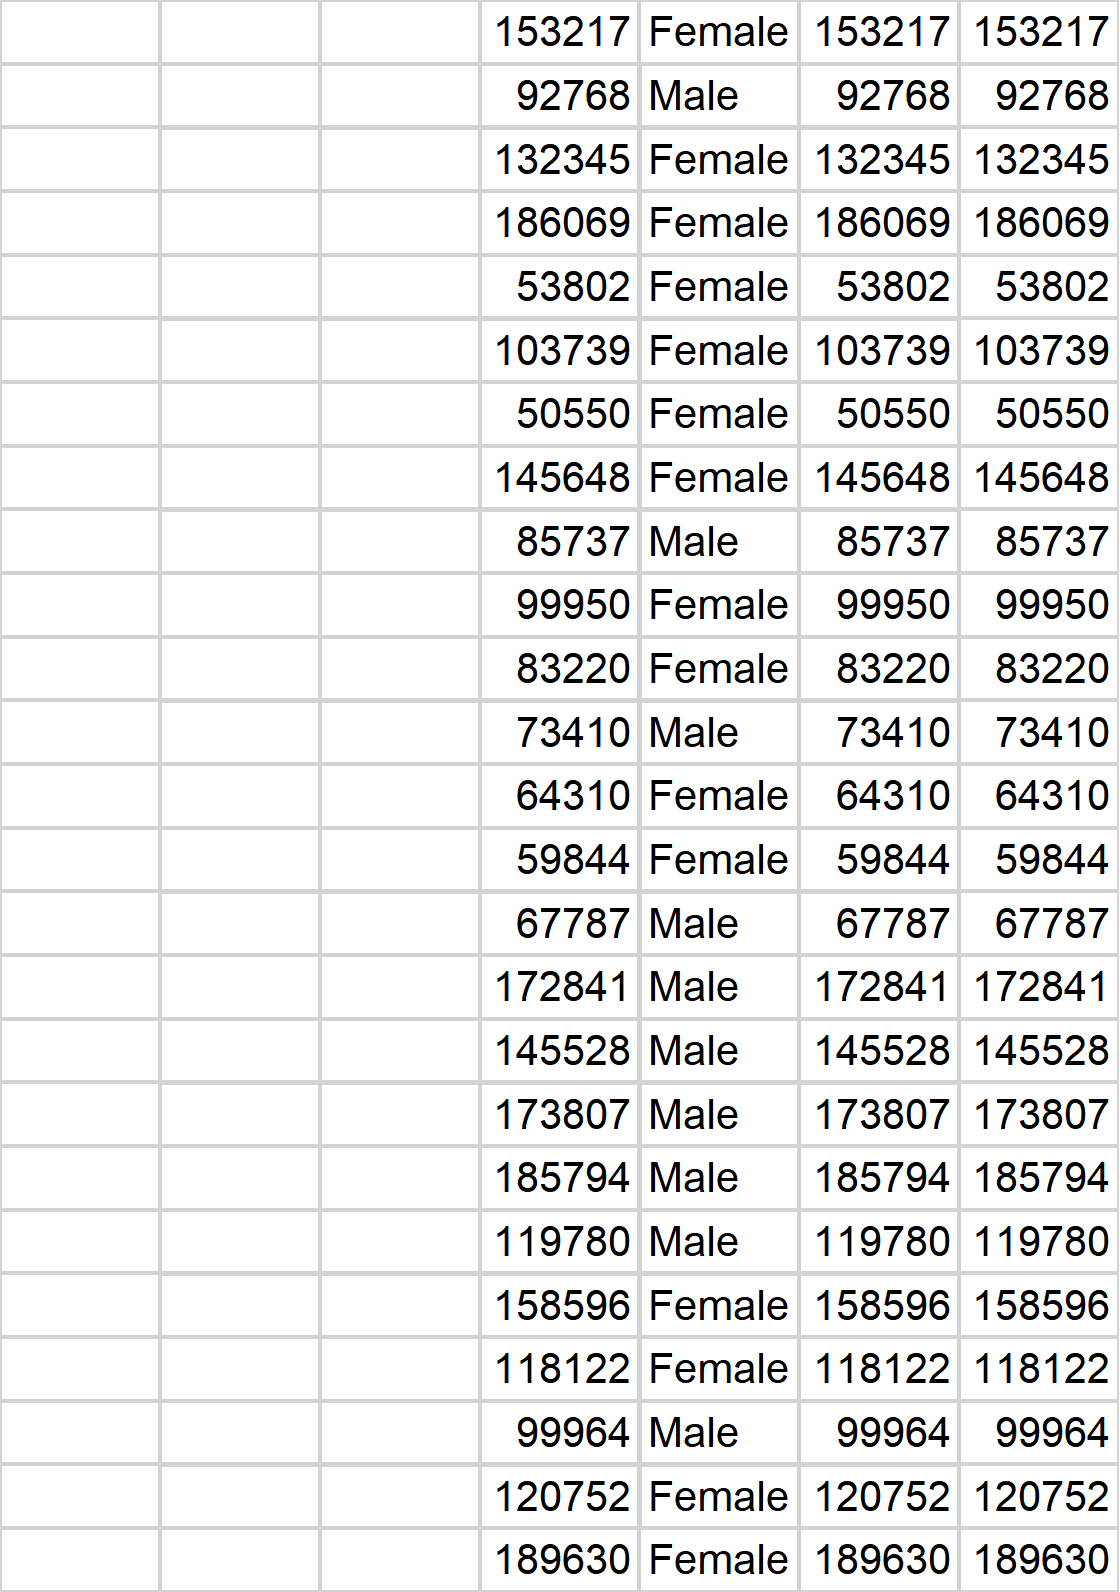 153217 Female 153217 153217
92768 Male 92768 92768
132345 Female 132345 132345
186069 Female 186069 186069
53802 Female 53802 53802
103739 Female 103739 103739
50550 Female 50550 50550
145648 Female 145648 145648
85737 Male 85737 85737
99950 Female 99950 99950
83220 Female 83220 83220
73410 Male 73410 73410
64310 Female 64310 64310
59844 Female 59844 59844
67787 Male 67787 67787
172841 Male 172841 172841
145528 Male 145528 145528
173807 Male 173807 173807
185794 Male 185794 185794
119780 Male 119780 119780
158596 Female 158596 158596
118122 Female 118122 118122
99964 Male 99964 99964
120752 Female 120752 120752
189630 Female 189630 189630